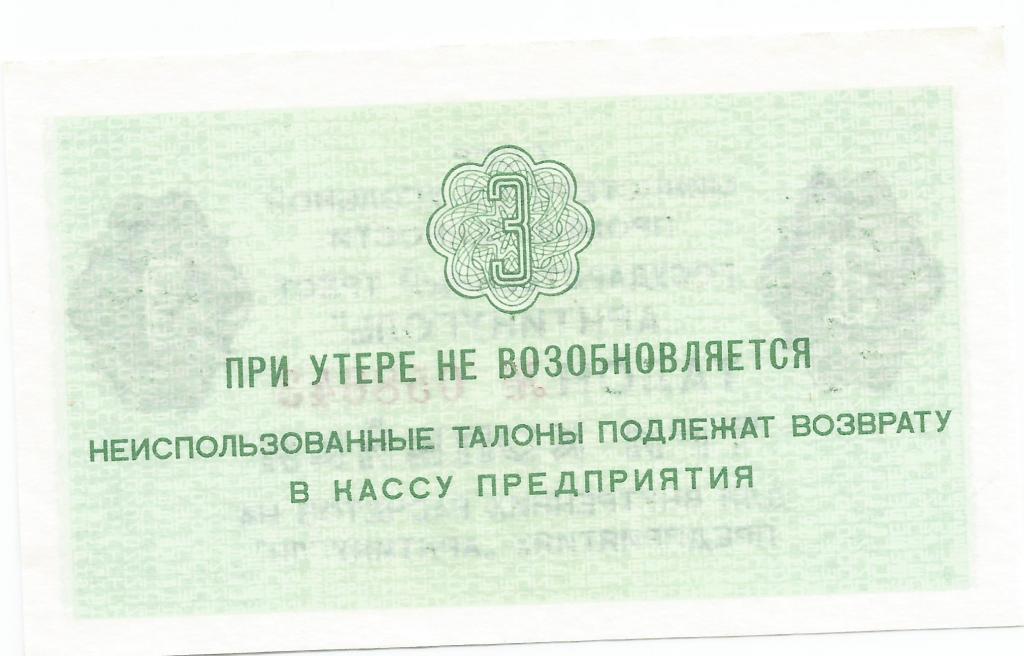 3
ПРИ УТЕРЕ НЕ ВОЗОБНОВЛЯЕТСЯ
НЕИСПОЛЬЗОВАННЫЕ ТАЛОНЫ ПОДЛЕЖАТ ВОЗВРАТУ
В КАССУ ПРЕДПРИЯТИЯ